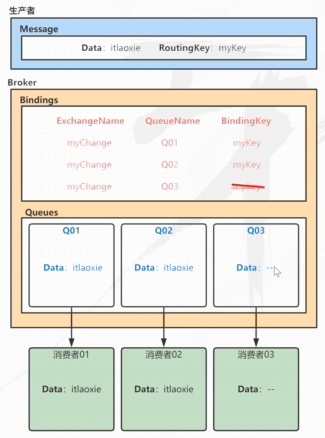 生产者
Message
Data: itlaoxie RoutingKey: myKey
Broker
Bindings
ExchangeName QueueName BindingKey
myChange Q01 myKey
myChange Q02 myKey
myChange Q03
Queues
Q01 Q02 Q03
Data: itlaoxie Data: itlaoxie Data: --
消费者01 消费者02 消费者03
Data: itlaoxie Data: itlaoxie Data: --